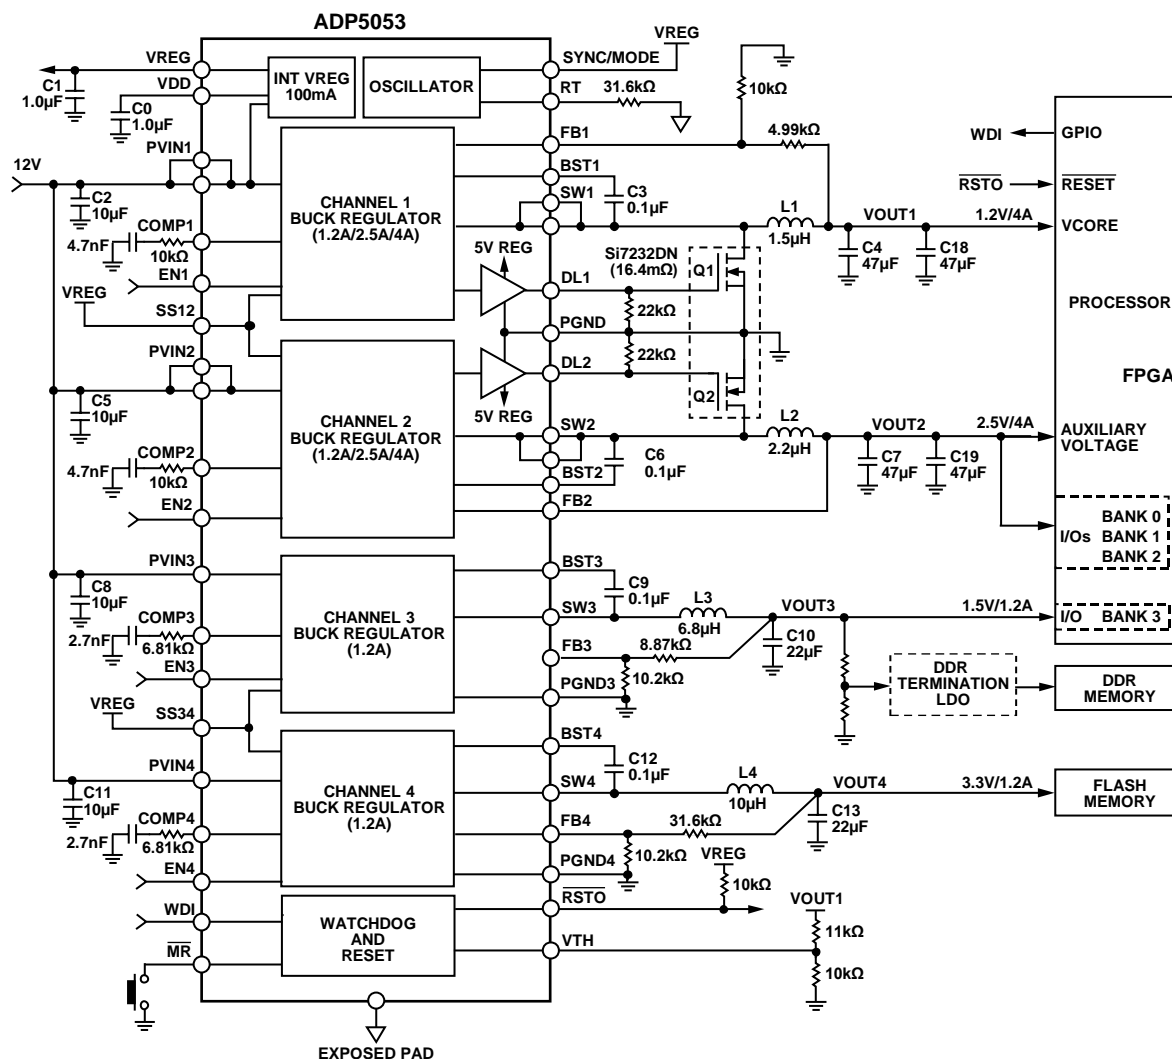 ADP5053
VREG
VDD
C1
1.0µF
C0
1.0µF
INT VREG
100mA
OSCILLATOR
SYNC/MODE
VREG
RT
31.6kΩ
10kΩ
FB1
4.99kΩ
PVIN1
12V
C2
10µF
COMP1
4.7nF
10kΩ
EN1
VREG
SS12
CHANNEL 1
BUCK REGULATOR
(1.2A/2.5A/4A)
BST1
SW1
C3
0.1µF
L1
1.5µH
VOUT1
1.2V/4A
C4
47µF
C18
47µF
5V REG
DL1
PGND
DL2
5V REG
22kΩ
22kΩ
Si7232DN
(16.4mΩ)
Q1
Q2
WDI
GPIO
RSTO
RESET
VCORE
PROCESSOR
FPGA
AUXILIARY
VOLTAGE
I/Os
BANK 0
BANK 1
BANK 2
I/O BANK 3
PVIN2
C5
10µF
COMP2
4.7nF
10kΩ
EN2
CHANNEL 2
BUCK REGULATOR
(1.2A/2.5A/4A)
SW2
BST2
FB2
C6
0.1µF
L2
2.2µH
VOUT2
2.5V/4A
C7
47µF
C19
47µF
PVIN3
C8
10µF
COMP3
2.7nF
6.81kΩ
EN3
VREG
SS34
CHANNEL 3
BUCK REGULATOR
(1.2A)
BST3
SW3
FB3
PGND3
C9
0.1µF
L3
6.8µH
8.87kΩ
10.2kΩ
VOUT3
1.5V/1.2A
C10
22µF
DDR
TERMINATION
LDO
DDR
MEMORY
PVIN4
C11
10µF
COMP4
2.7nF
6.81kΩ
EN4
CHANNEL 4
BUCK REGULATOR
(1.2A)
BST4
SW4
FB4
PGND4
C12
0.1µF
L4
10µH
31.6kΩ
10.2kΩ
VOUT4
3.3V/1.2A
C13
22µF
FLASH
MEMORY
WDI
MR
WATCHDOG
AND
RESET
RSTO
VREG
10kΩ
VTH
VOUT1
11kΩ
10kΩ
EXPOSED PAD